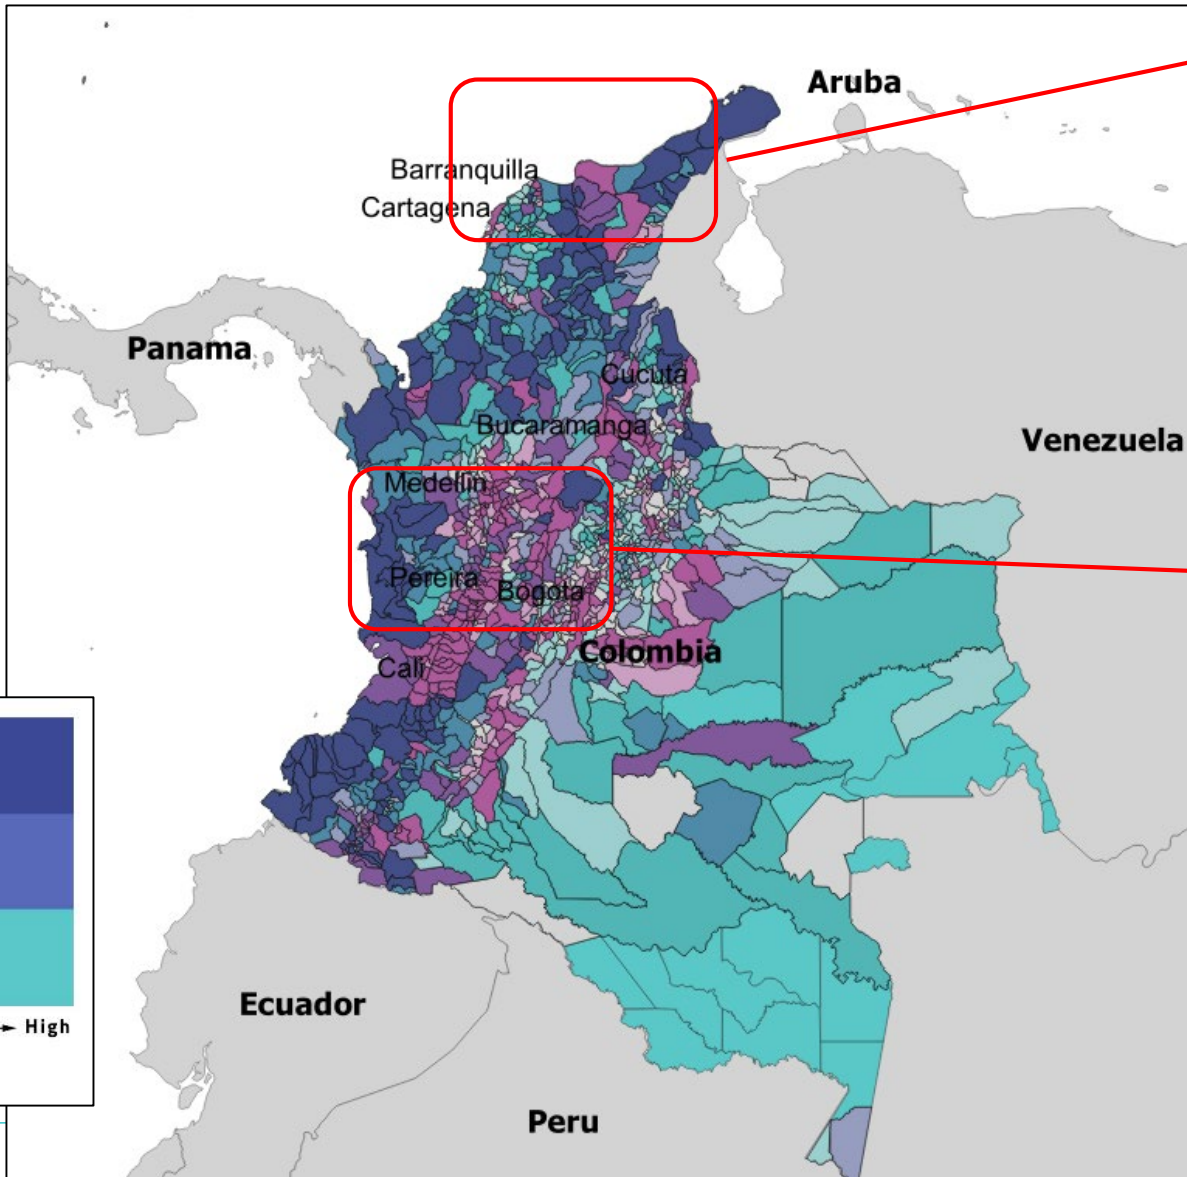 Aruba
Barranquilla
Cartagena
Panama
Cucuta
Bucaramanga
Venezuela
Medellin
Pereira
Bogota
Colombia
Cali
High
Ecuador
Peru